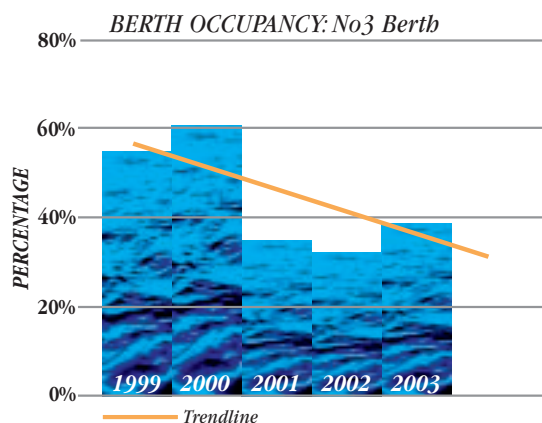 BERTH OCCUPANCY: No3 Berth
80%
60%
40%
20%
0%
PERCENTAGE
1999 2000 2001 2002 2003
Trendline